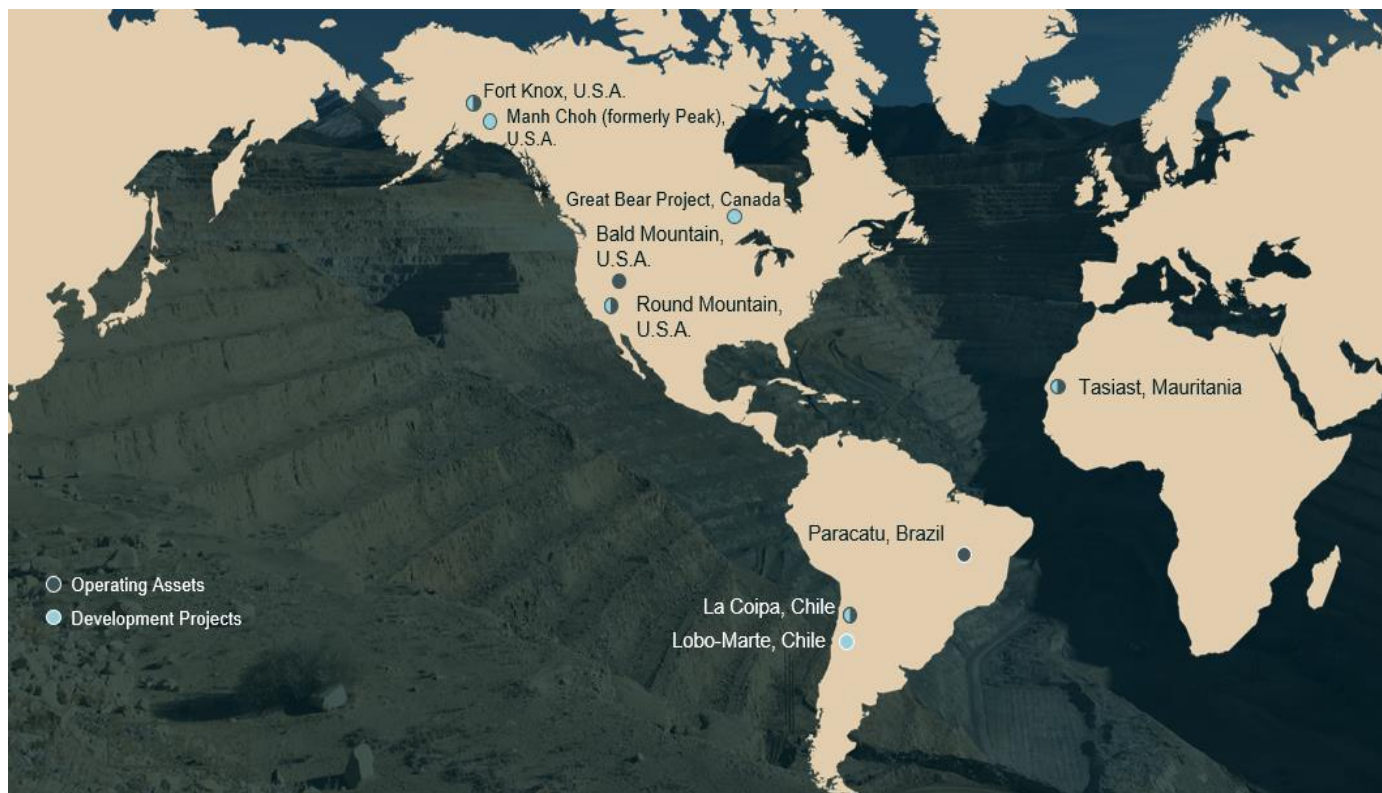 Fort Knox, U.S.A.
Manh Choh (formerly Peak),
U.S.A.
Great Bear Project, Canada
Bald Mountain,
U.S.A.
Round Mountain,
U.S.A.
Tasiast, Mauritania
Paracatu, Brazil
Operating Assets
La Coipa, Chile
Development Projects
Lobo-Marte, Chile